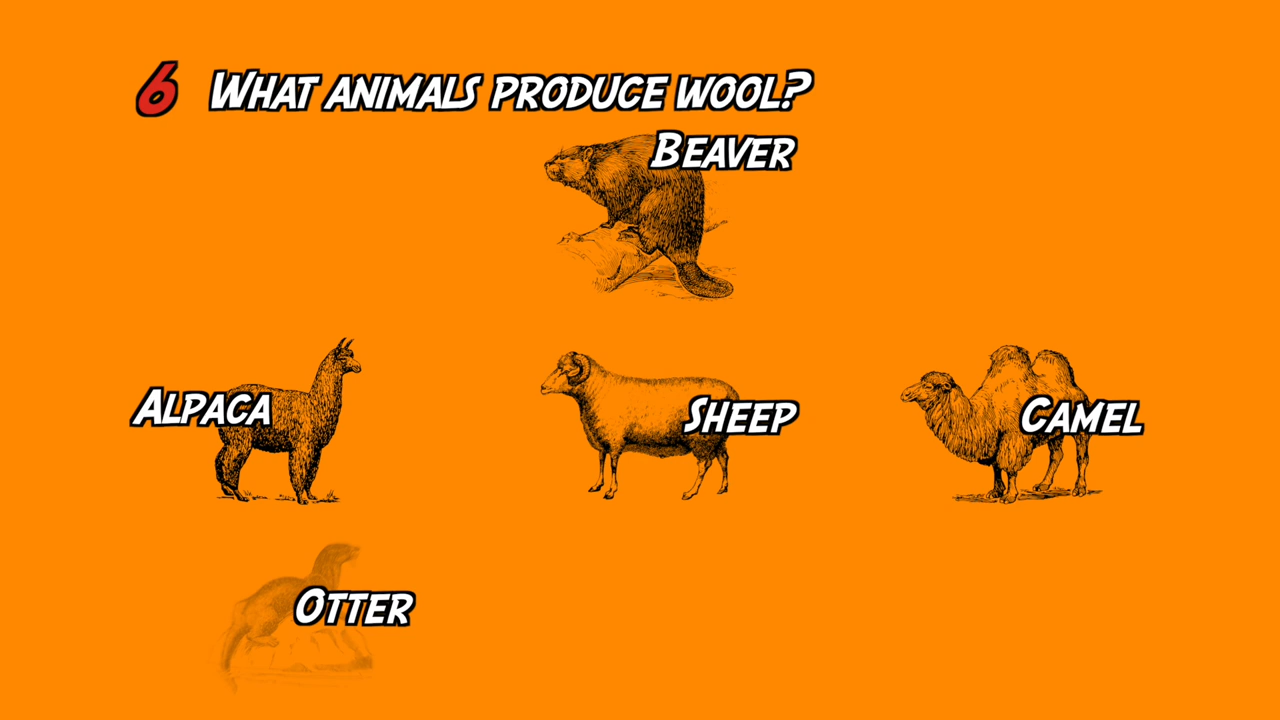 6 What animals produce wool?
Beaver
Alpaca
Sheep
Camel
Otter